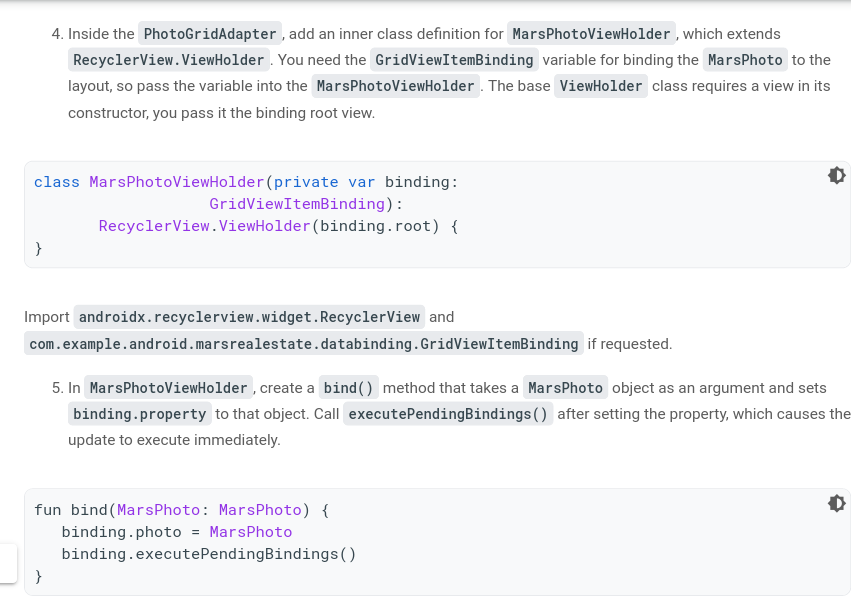 4. Inside the PhotoGridAdapter, add an inner class definition for MarsPhotoViewHolder, which extends
RecyclerView.ViewHolder. You need the GridViewItemBinding variable for binding the MarsPhoto to the
layout, so pass the variable into the MarsPhotoViewHolder. The base ViewHolder class requires a view in its
constructor, you pass it the binding root view.
class MarsPhotoViewHolder(private var binding:
GridViewItemBinding):
RecyclerView.ViewHolder(binding.root) {
}
Import androidx.recyclerview.widget.RecyclerView and
com.example.android.marsrealestate.databinding.GridViewItemBinding if requested.
5. In MarsPhotoViewHolder, create a bind() method that takes a MarsPhoto object as an argument and sets
binding.property to that object. Call executePendingBindings() after setting the property, which causes the
update to execute immediately.
fun bind(MarsPhoto: MarsPhoto) {
binding.photo = MarsPhoto
binding.executePendingBindings()
}